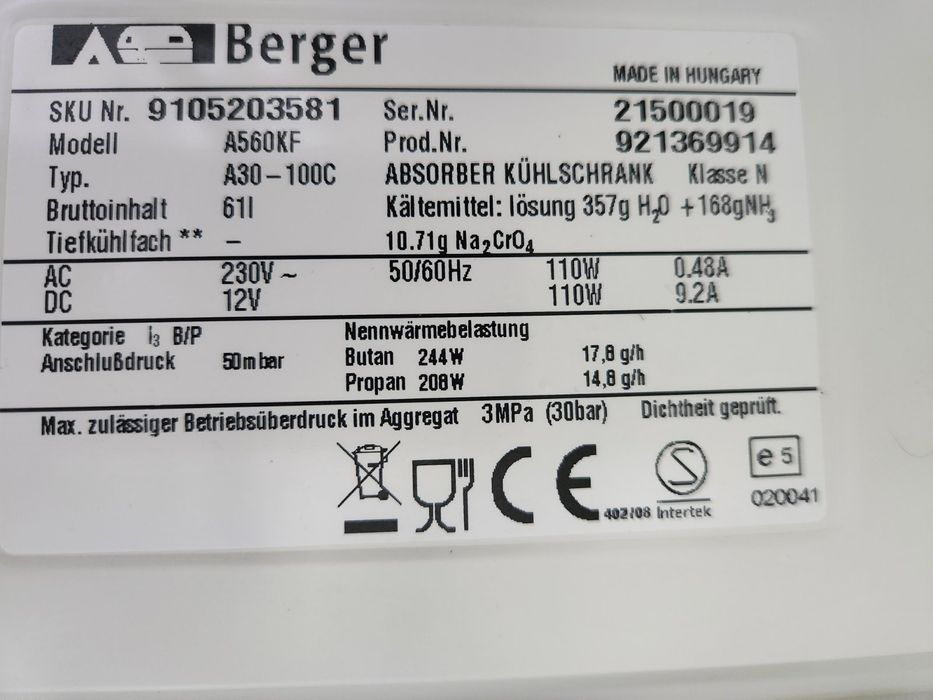 Berger
MADE IN HUNGARY
SKU Nr. 9105203581 Ser.Nr. 21500019
Modell A560KF Prod.Nr. 921369914
Typ. A30-100C ABSORBER KÜHLSCHRANK Klasse N
Bruttoinhalt 61l Kältemittel: lösung 357g H₂O +168gNH₃
Tiefkühlfach ** – 10.71g Na₂CrO₄
AC 230V ~ 50/60Hz 110W 0.48A
DC 12V 110W 9.2A
Kategorie i₃ B/P Nennwärmebelastung
Anschlußdruck 50mbar Butan 244W 17,8 g/h
Propan 208W 14,8 g/h
Max. zulässiger Betriebsüberdruck im Aggregat 3MPa (30bar) Dichtheit geprüft.
CE 402/08 S Intertek e5 020041